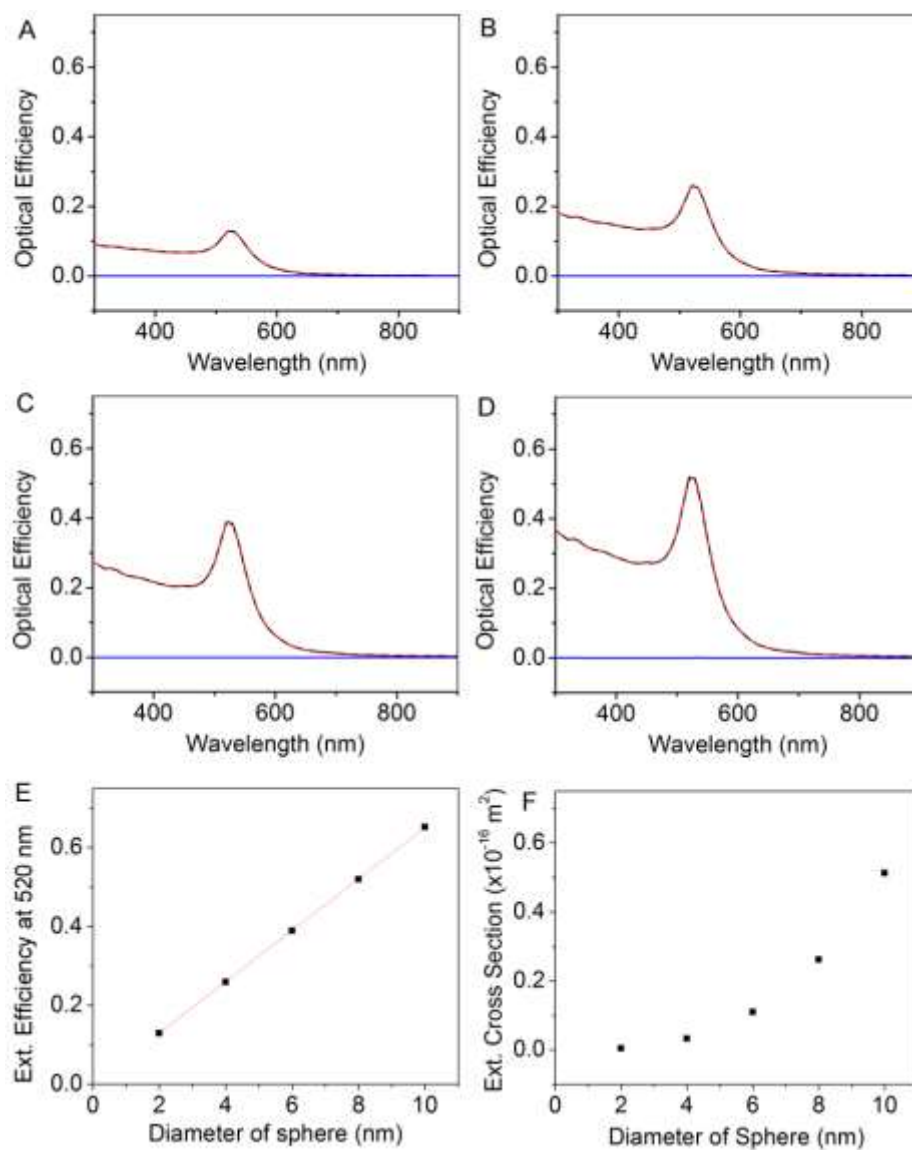 A
Optical Efficiency
0.6
0.4
0.2
0.0
400 600 800
Wavelength (nm)
B
Optical Efficiency
0.6
0.4
0.2
0.0
400 600 800
Wavelength (nm)
C
Optical Efficiency
0.6
0.4
0.2
0.0
400 600 800
Wavelength (nm)
D
Optical Efficiency
0.6
0.4
0.2
0.0
400 600 800
Wavelength (nm)
E
Ext. Efficiency at 520 nm
0.6
0.4
0.2
0.0
0 2 4 6 8 10
Diameter of sphere (nm)
F
Ext. Cross Section (x10⁻¹⁶ m²)
0.6
0.4
0.2
0.0
0 2 4 6 8 10
Diameter of Sphere (nm)